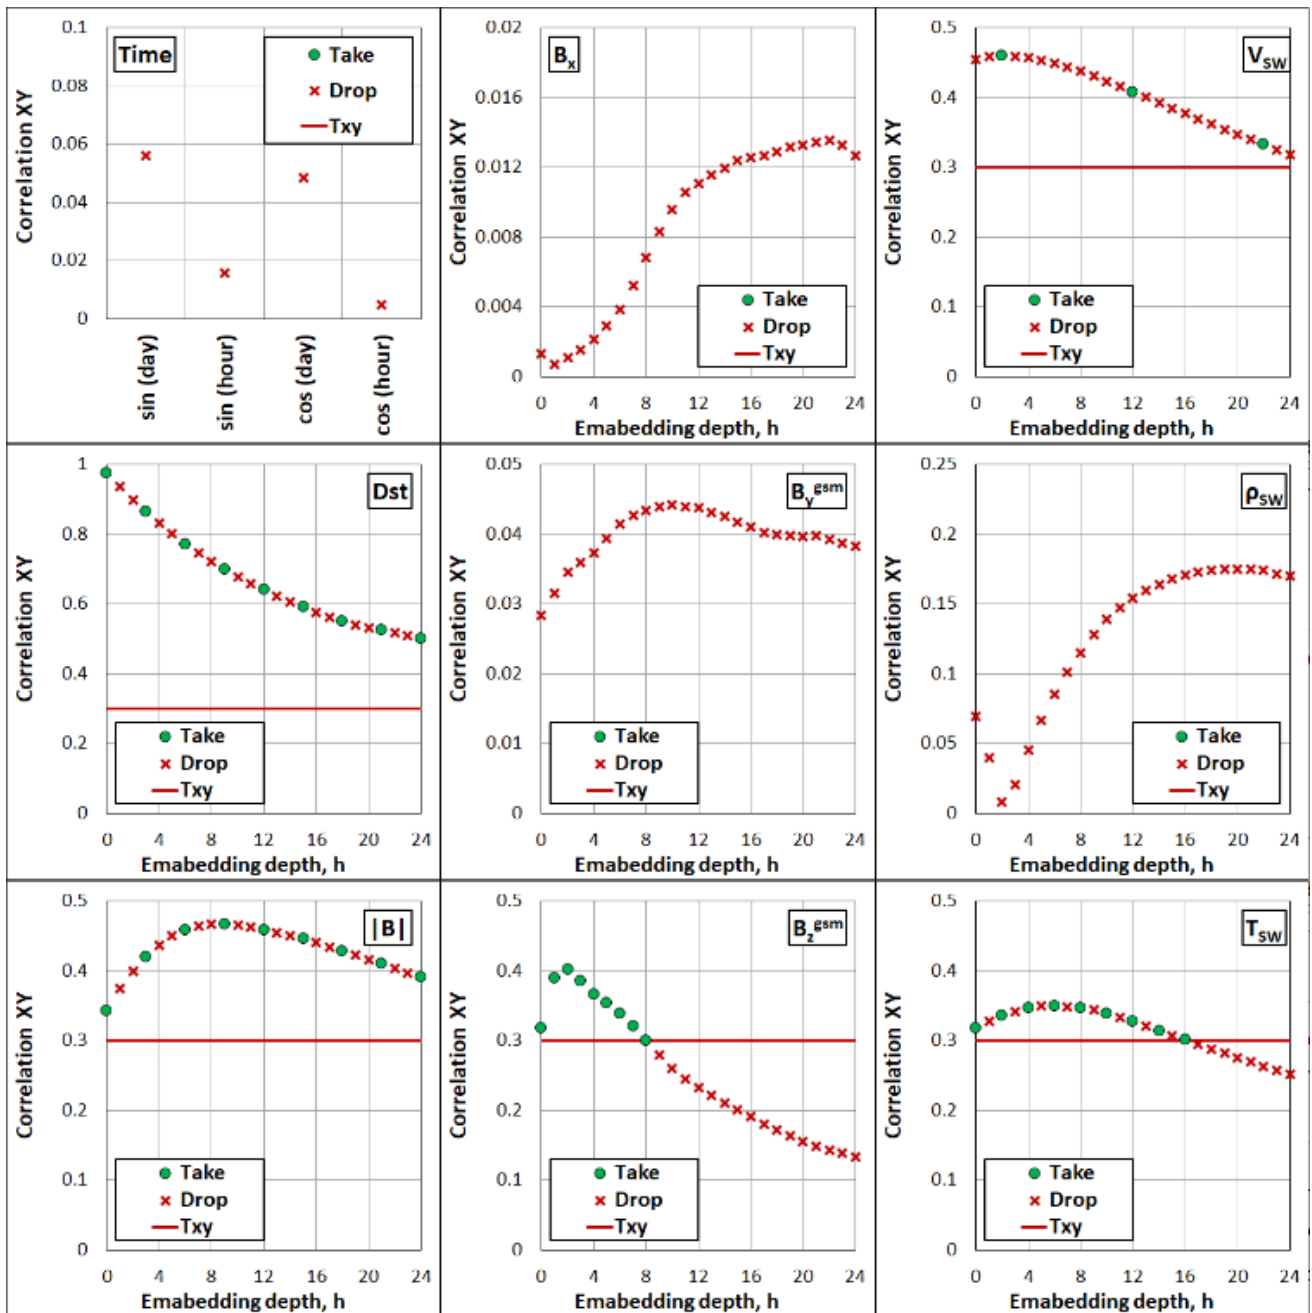 Time
Take
Drop
Txy
Correlation XY
0.1
0.08
0.06
0.04
0.02
0
sin (day)
sin (hour)
cos (day)
cos (hour)
Bx
Take
Drop
Txy
Correlation XY
0.02
0.016
0.012
0.008
0.004
0
0 4 8 12 16 20 24
Emabedding depth, h
VSW
Take
Drop
Txy
Correlation XY
0.5
0.4
0.3
0.2
0.1
0
0 4 8 12 16 20 24
Emabedding depth, h
Dst
Take
Drop
Txy
Correlation XY
1
0.8
0.6
0.4
0.2
0
0 4 8 12 16 20 24
Emabedding depth, h
By gsm
Take
Drop
Txy
Correlation XY
0.05
0.04
0.03
0.02
0.01
0
0 4 8 12 16 20 24
Emabedding depth, h
ρSW
Take
Drop
Txy
Correlation XY
0.25
0.2
0.15
0.1
0.05
0
0 4 8 12 16 20 24
Emabedding depth, h
|B|
Take
Drop
Txy
Correlation XY
0.5
0.4
0.3
0.2
0.1
0
0 4 8 12 16 20 24
Emabedding depth, h
Bz gsm
Take
Drop
Txy
Correlation XY
0.5
0.4
0.3
0.2
0.1
0
0 4 8 12 16 20 24
Emabedding depth, h
TSW
Take
Drop
Txy
Correlation XY
0.5
0.4
0.3
0.2
0.1
0
0 4 8 12 16 20 24
Emabedding depth, h